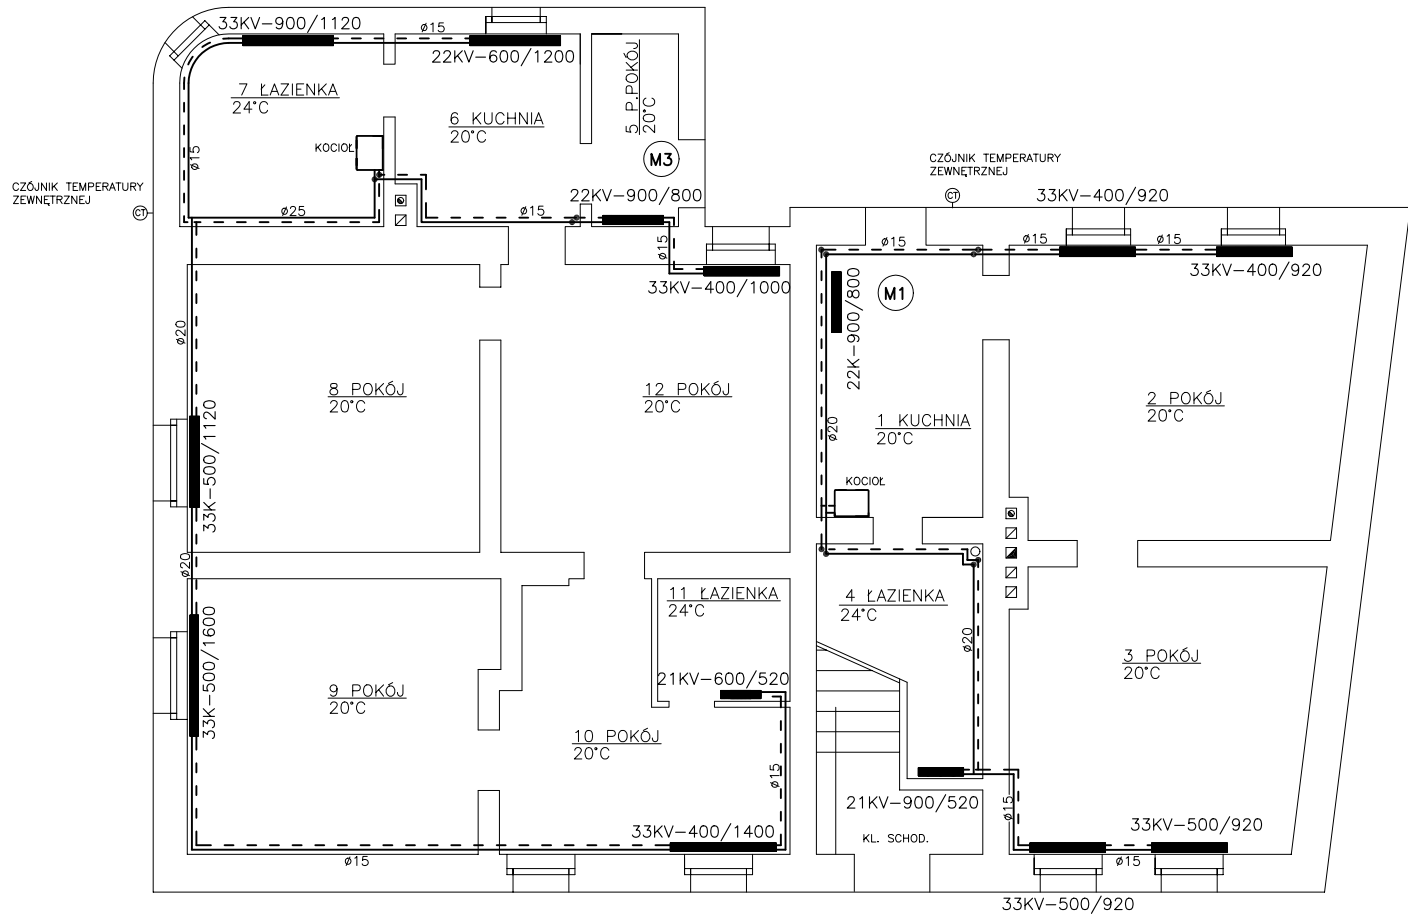 33KV-900/1120
ø15
22KV-600/1200
7 ŁAZIENKA
24°C
6 KUCHNIA
20°C
5 P.POKÓJ
20°C
KOCIOŁ
M3
ø15
CZÓJNIK TEMPERATURY
ZEWNĘTRZNEJ
CT
ø25
ø15
22KV-900/800
ø15
33KV-400/1000
CZÓJNIK TEMPERATURY
ZEWNĘTRZNEJ
CT
33KV-400/920
ø15
ø15
ø15
33KV-400/920
M1
22K-900/800
ø20
8 POKÓJ
20°C
12 POKÓJ
20°C
2 POKÓJ
20°C
1 KUCHNIA
20°C
ø20
33K-500/1120
KOCIOŁ
ø20
11 ŁAZIENKA
24°C
4 ŁAZIENKA
24°C
33K-500/1600
ø20
3 POKÓJ
20°C
21KV-600/520
9 POKÓJ
20°C
10 POKÓJ
20°C
ø15
21KV-900/520
ø15
33KV-400/1400
KL. SCHOD.
33KV-500/920
ø15
ø15
33KV-500/920